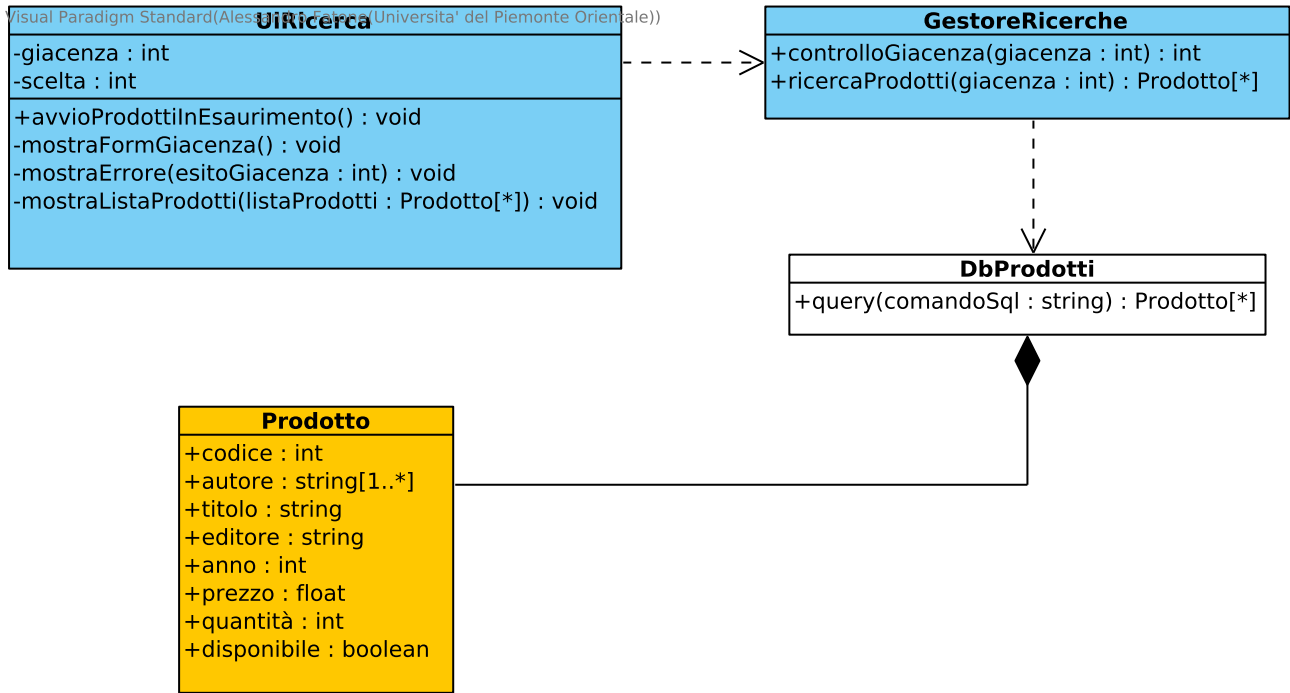 Visual Paradigm Standard(Alessandro Fatone(Universita' del Piemonte Orientale))
UIRicerca
-giacenza : int
-scelta : int
+avvioProdottiInEsaurimento() : void
-mostraFormGiacenza() : void
-mostraErrore(esitoGiacenza : int) : void
-mostraListaProdotti(listaProdotti : Prodotto[*]) : void
GestoreRicerche
+controlloGiacenza(giacenza : int) : int
+ricercaProdotti(giacenza : int) : Prodotto[*]
DbProdotti
+query(comandoSql : string) : Prodotto[*]
Prodotto
+codice : int
+autore : string[1..*]
+titolo : string
+editore : string
+anno : int
+prezzo : float
+quantità : int
+disponibile : boolean